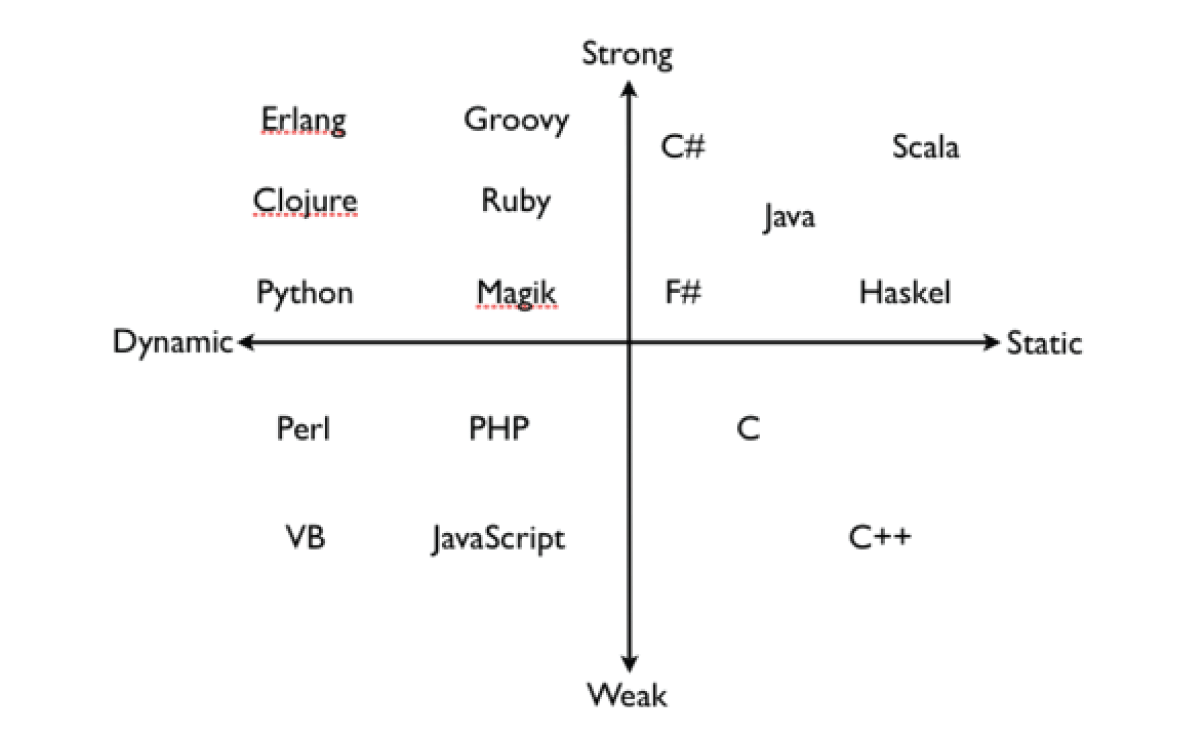 Strong
Erlang Groovy
C# Scala
Clojure Ruby
Java
Python Magik F# Haskel
Dynamic Static
Perl PHP C
VB JavaScript C++
Weak